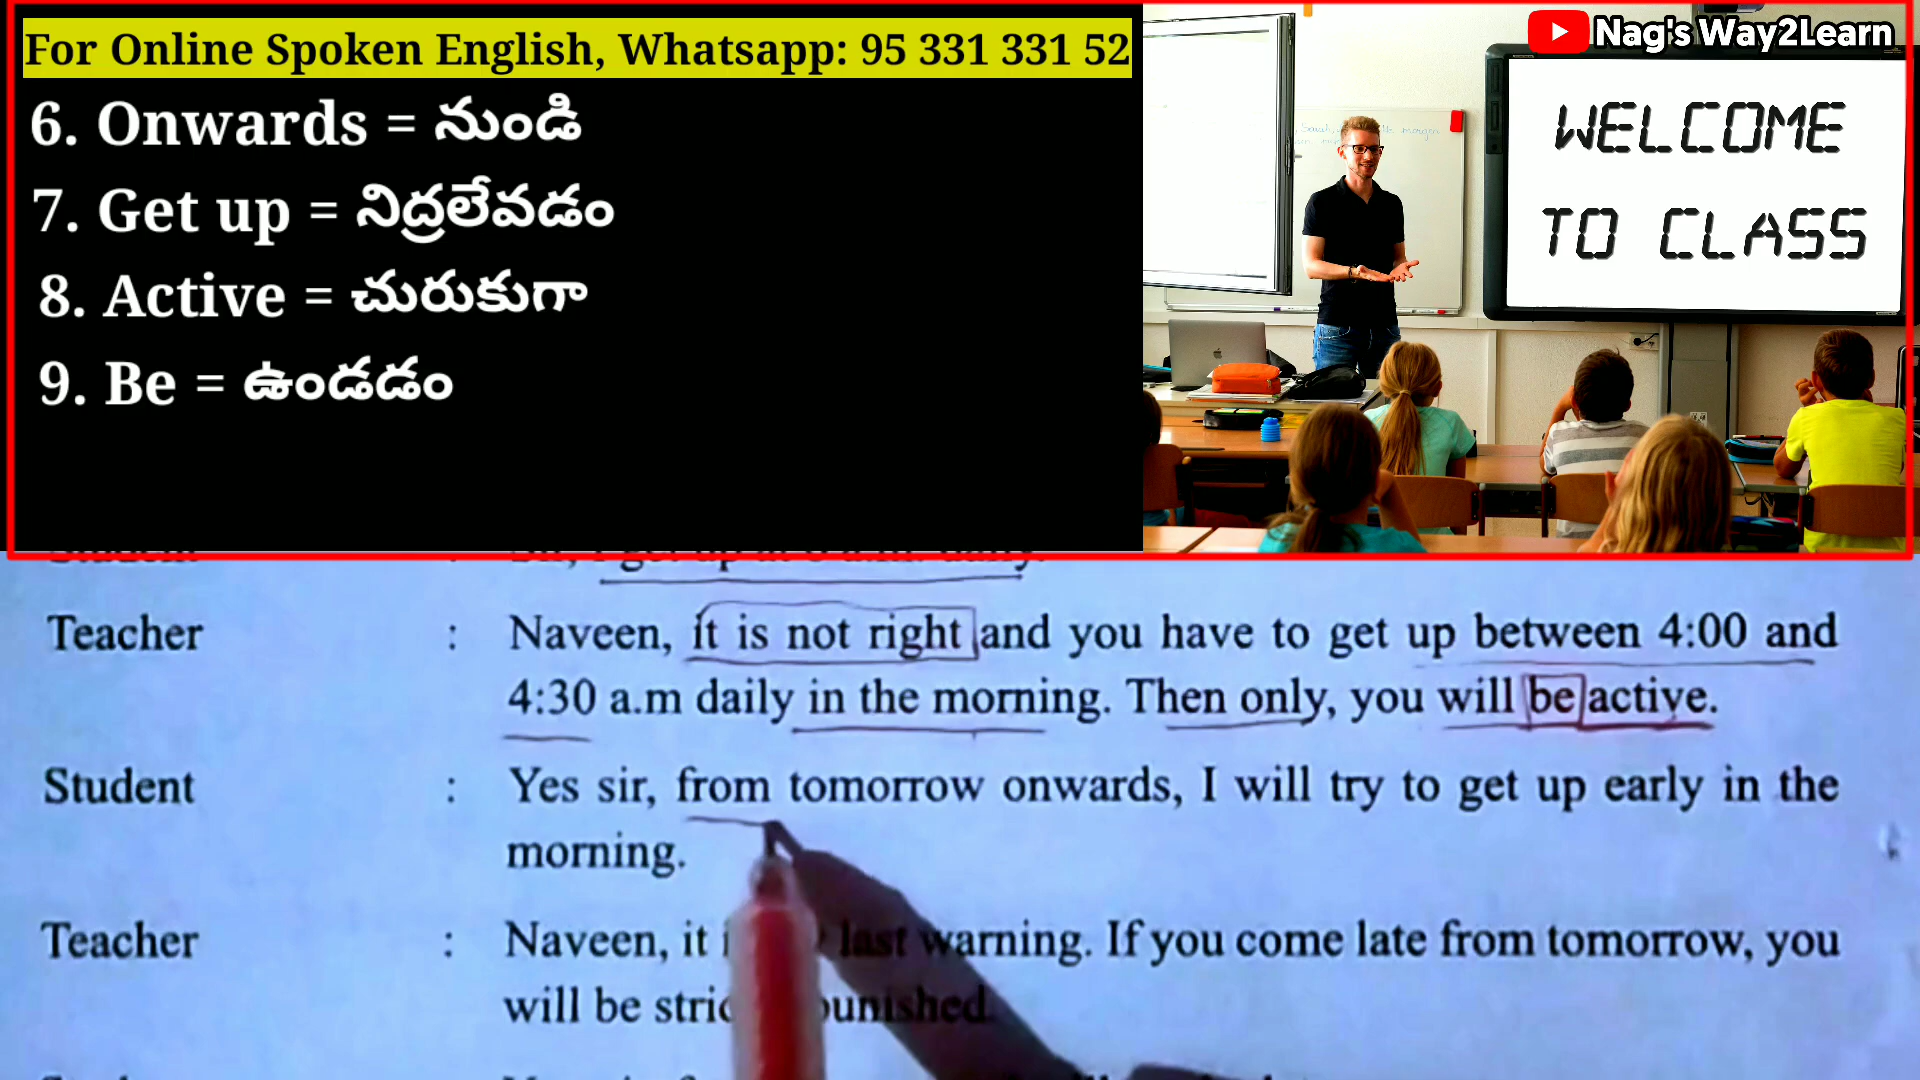 For Online Spoken English, Whatsapp: 95 331 331 52
6. Onwards = నుండి
7. Get up = నిద్రలేవడం
8. Active = చురుకుగా
9. Be = ఉండడం
Nag's Way2Learn
WELCOME
TO CLASS
Teacher : Naveen, it is not right and you have to get up between 4:00 and
4:30 a.m daily in the morning. Then only, you will be active.
Student : Yes sir, from tomorrow onwards, I will try to get up early in the
morning.
Teacher : Naveen, it last warning. If you come late from tomorrow, you
will be punished.